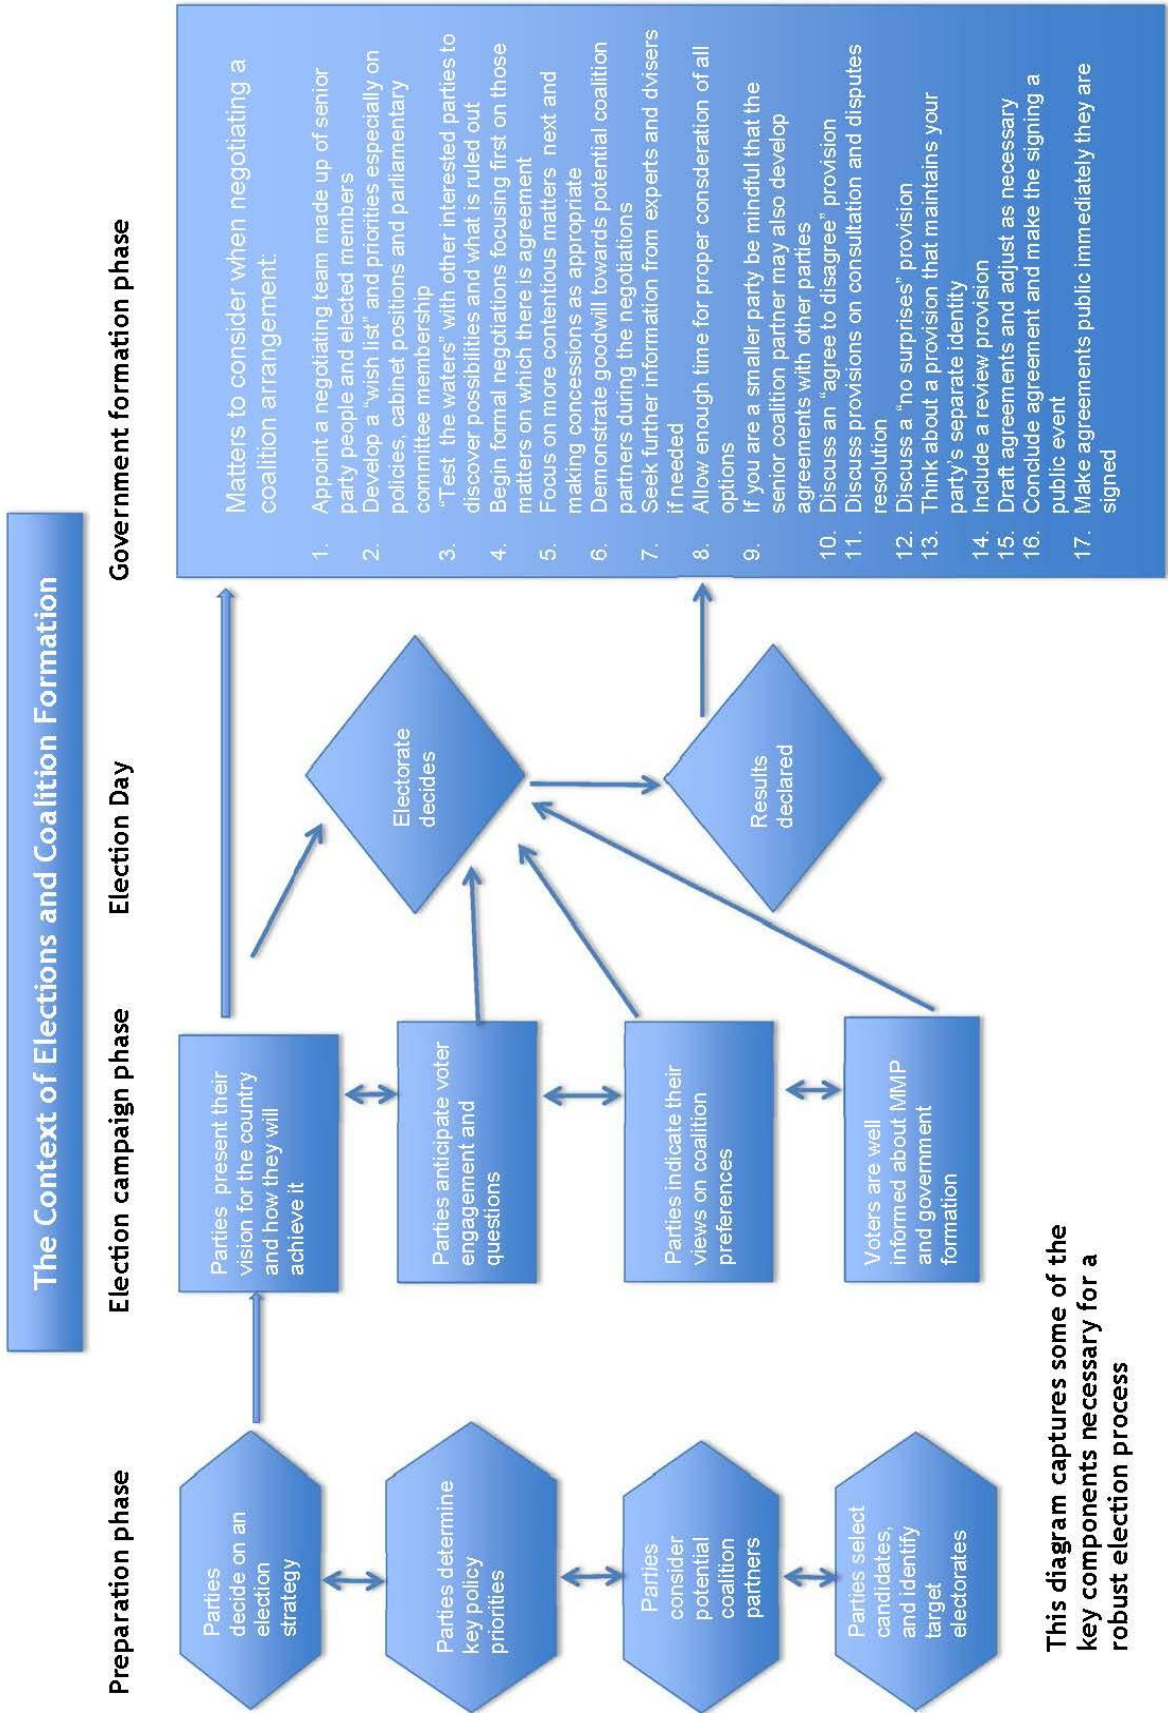 The Context of Elections and Coalition Formation
Preparation phase
Election campaign phase
Election Day
Government formation phase
Parties
decide on an
election
strategy
Parties determine
key policy
priorities
Parties
consider
potential
coalition
partners
Parties select
candidates,
and identify
target
electorates
Parties present their
vision for the country
and how they will
achieve it
Parties anticipate voter
engagement and
questions
Parties indicate their
views on coalition
preferences
Voters are well
informed about MMP
and government
formation
Electorate
decides
Results
declared
Matters to consider when negotiating a
coalition arrangement:
1. Appoint a negotiating team made up of senior
party people and elected members
2. Develop a “wish list” and priorities especially on
policies, cabinet positions and parliamentary
committee membership
3. “Test the waters” with other interested parties to
discover possibilities and what is ruled out
4. Begin formal negotiations focusing first on those
matters on which there is agreement
5. Focus on more contentious matters next and
making concessions as appropriate
6. Demonstrate goodwill towards potential coalition
partners during the negotiations
7. Seek further information from experts and dvisers
if needed
8. Allow enough time for proper consderation of all
options
9. If you are a smaller party be mindful that the
senior coalition partner may also develop
agreements with other parties
10. Discuss an “agree to disagree” provision
11. Discuss provisions on consultation and disputes
resolution
12. Discuss a “no surprises” provision
13. Think about a provision that maintains your
party’s separate identity
14. Include a review provision
15. Draft agreements and adjust as necessary
16. Conclude agreement and make the signing a
public event
17. Make agreements public immediately they are
signed
This diagram captures some of the
key components necessary for a
robust election process